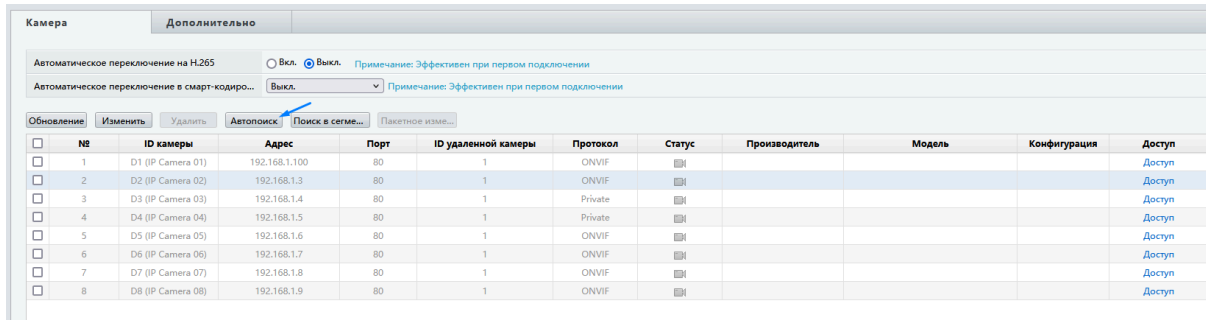 Камера Дополнительно
Автоматическое переключение на H.265 Вкл. Выкл. Примечание: Эффективен при первом подключении
Автоматическое переключение в смарт-кодиро... Выкл. Примечание: Эффективен при первом подключении
Обновление Изменить Удалить Автопоиск Поиск в сегме... Пакетное изме...
№ ID камеры Адрес Порт ID удаленной камеры Протокол Статус Производитель Модель Конфигурация Доступ
1 D1 (IP Camera 01) 192.168.1.100 80 1 ONVIF Доступ
2 D2 (IP Camera 02) 192.168.1.3 80 1 ONVIF Доступ
3 D3 (IP Camera 03) 192.168.1.4 80 1 Private Доступ
4 D4 (IP Camera 04) 192.168.1.5 80 1 Private Доступ
5 D5 (IP Camera 05) 192.168.1.6 80 1 ONVIF Доступ
6 D6 (IP Camera 06) 192.168.1.7 80 1 ONVIF Доступ
7 D7 (IP Camera 07) 192.168.1.8 80 1 ONVIF Доступ
8 D8 (IP Camera 08) 192.168.1.9 80 1 ONVIF Доступ